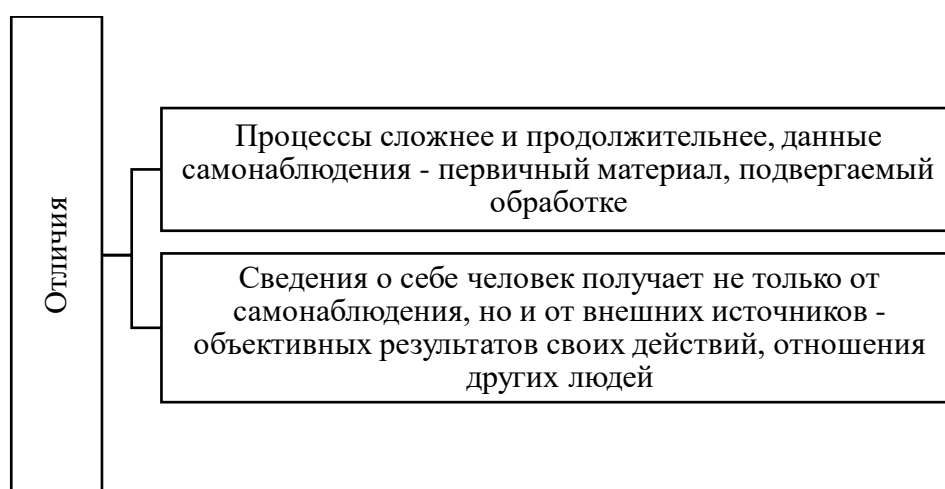 Отличия
Процессы сложнее и продолжительнее, данные
самонаблюдения - первичный материал, подвергаемый
обработке
Сведения о себе человек получает не только от
самонаблюдения, но и от внешних источников -
объективных результатов своих действий, отношения
других людей